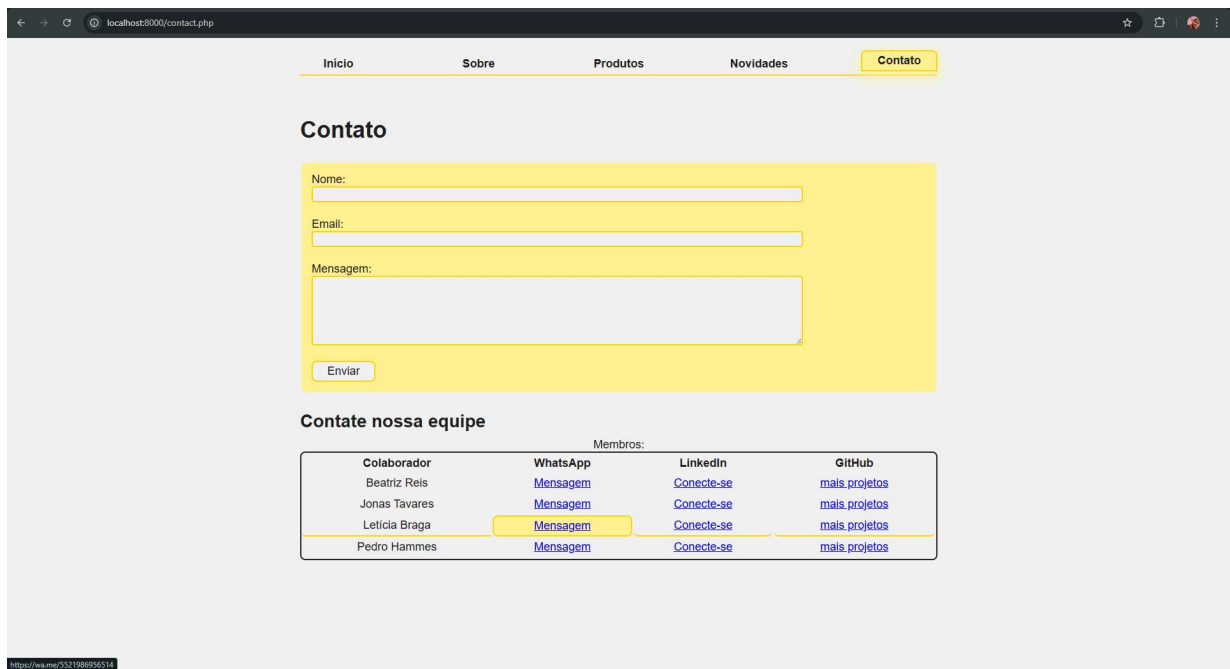 localhost:8000/contact.php
Inicio Sobre Produtos Novidades Contato
Contato
Nome:
Email:
Mensagem:
Enviar
Contate nossa equipe
Membros:
Colaborador WhatsApp LinkedIn GitHub
Beatriz Reis Mensagem Conecte-se mais projetos
Jonas Tavares Mensagem Conecte-se mais projetos
Letícia Braga Mensagem Conecte-se mais projetos
Pedro Hammes Mensagem Conecte-se mais projetos
https://wa.me/5521986956514